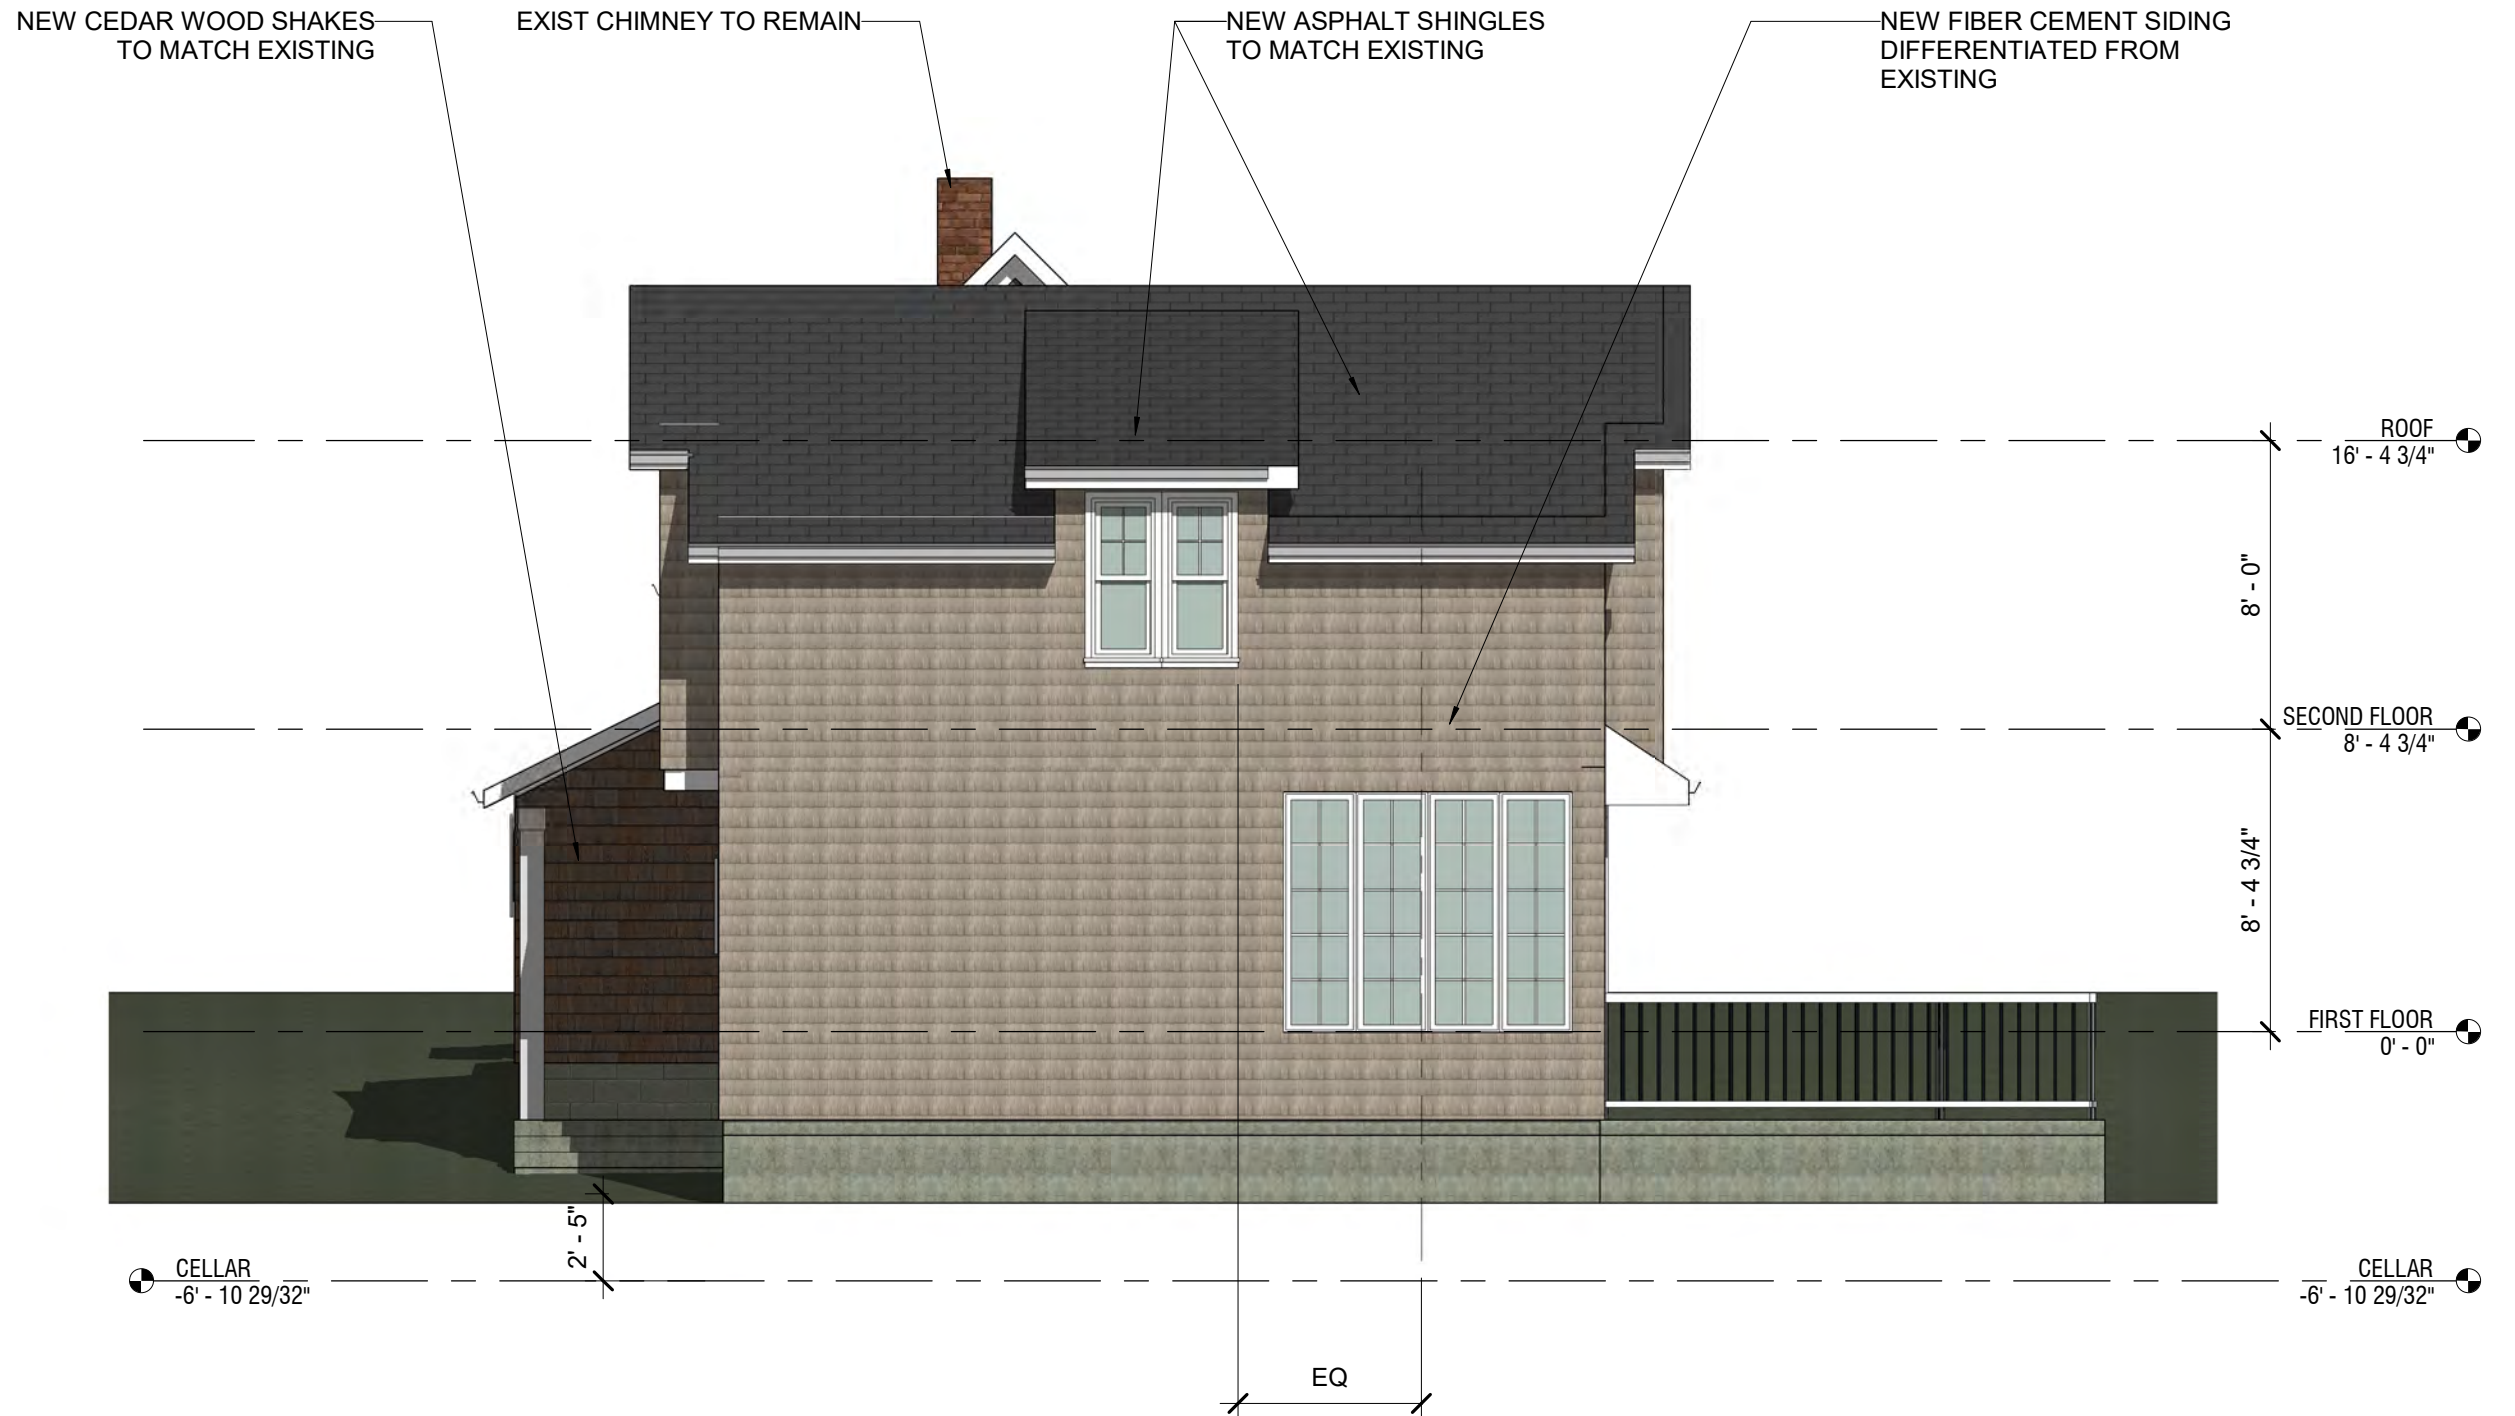 NEW CEDAR WOOD SHAKES
TO MATCH EXISTING
EXIST CHIMNEY TO REMAIN
NEW ASPHALT SHINGLES
TO MATCH EXISTING
NEW FIBER CEMENT SIDING
DIFFERENTIATED FROM
EXISTING
ROOF
16' - 4 3/4"
8' - 0"
SECOND FLOOR
8' - 4 3/4"
8' - 4 3/4"
FIRST FLOOR
0' - 0"
2' - 5"
CELLAR
-6' - 10 29/32"
CELLAR
-6' - 10 29/32"
EQ